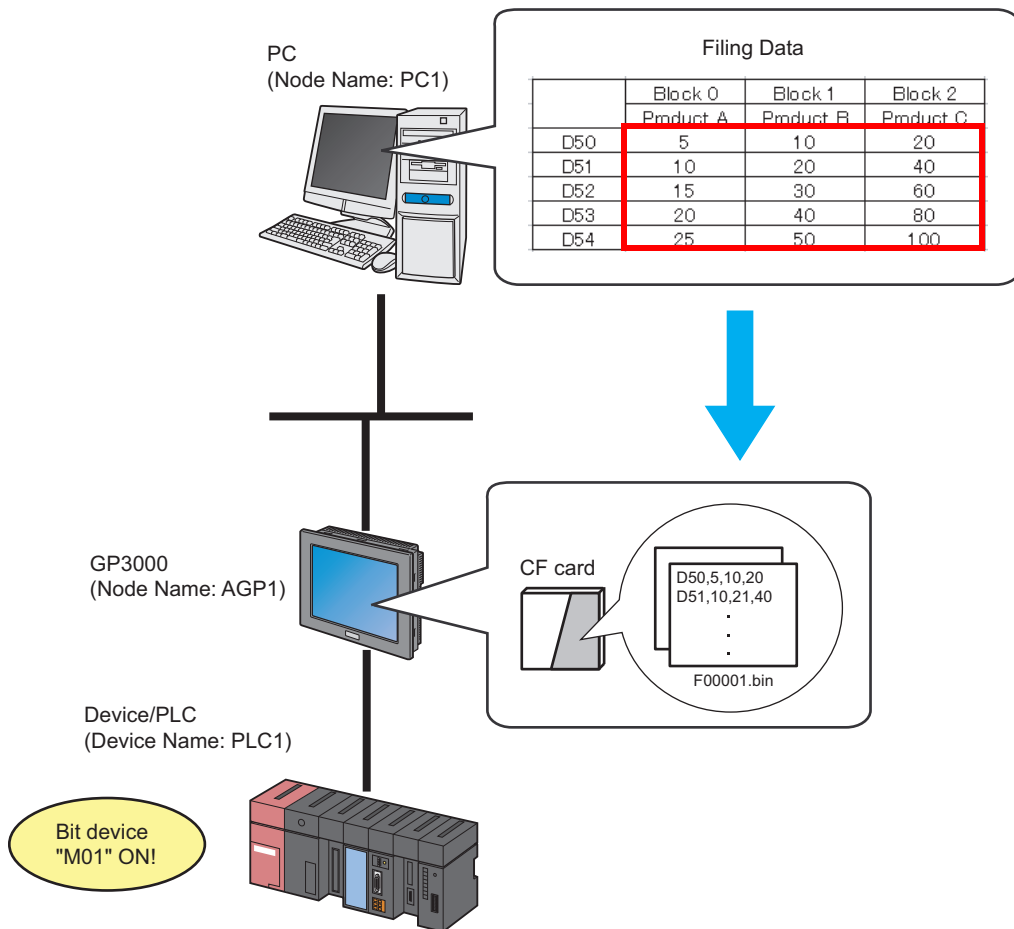 PC
(Node Name: PC1)
Filing Data
Block 0 Block 1 Block 2
Product A Product B Product C
D50 5 10 20
D51 10 20 40
D52 15 30 60
D53 20 40 80
D54 25 50 100
GP3000
(Node Name: AGP1)
CF card
D50,5,10,20
D51,10,21,40
.
.
.
F00001.bin
Device/PLC
(Device Name: PLC1)
Bit device
"M01" ON!